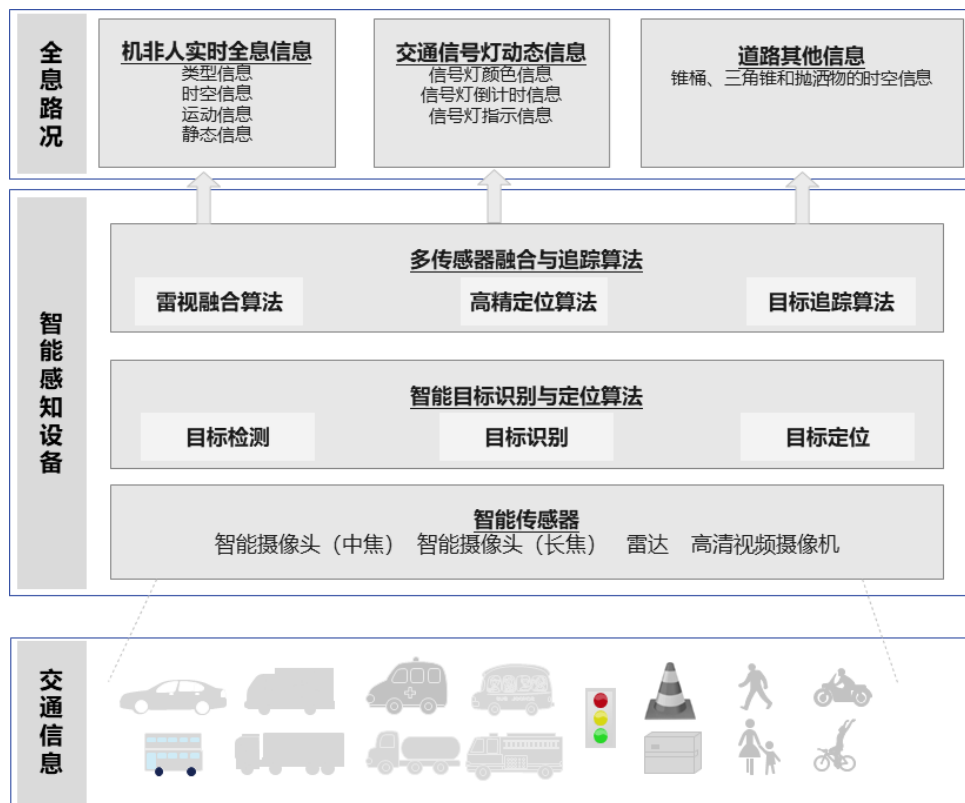 全息路况
机非人实时全息信息
类型信息
时空信息
运动信息
静态信息
交通信号灯动态信息
信号灯颜色信息
信号灯倒计时信息
信号灯指示信息
道路其他信息
锥桶、三角锥和抛洒物的时空信息
智能感知设备
多传感器融合与追踪算法
雷视融合算法
高精定位算法
目标追踪算法
智能目标识别与定位算法
目标检测
目标识别
目标定位
智能传感器
智能摄像头（中焦） 智能摄像头（长焦） 雷达 高清视频摄像机
交通信息